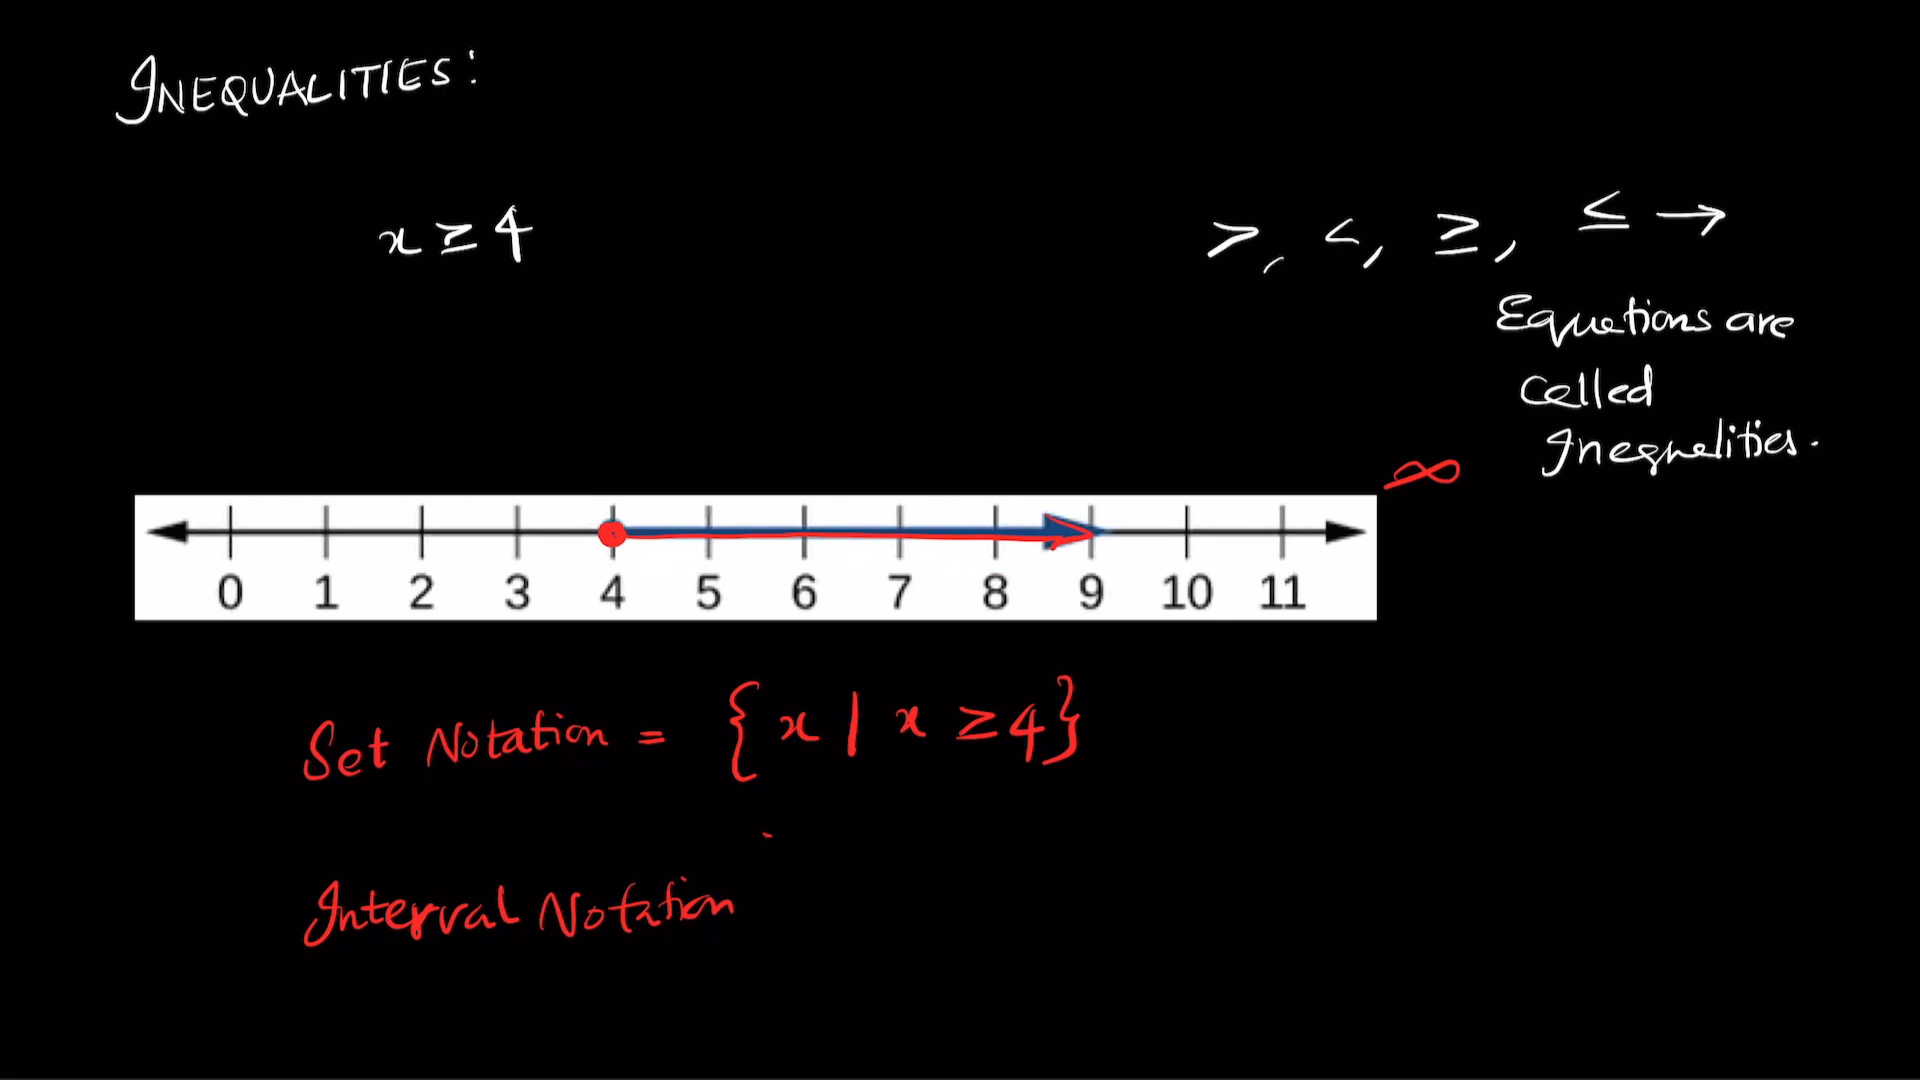 INEQUALITIES:
x ≥ 4
>, <, ≥, ≤ →
Equations are
Called
Inequalities.
∞
0 1 2 3 4 5 6 7 8 9 10 11
Set Notation = { x | x ≥ 4 }
Interval Notation